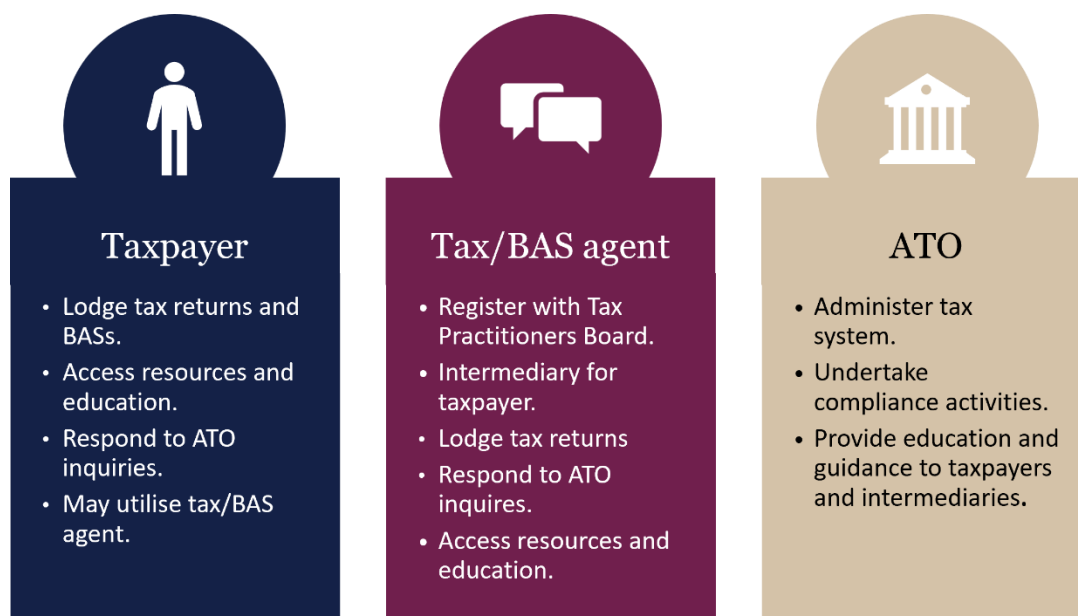 Taxpayer
• Lodge tax returns and
BASs.
• Access resources and
education.
• Respond to ATO
inquiries.
• May utilise tax/BAS
agent.
Tax/BAS agent
• Register with Tax
Practitioners Board.
• Intermediary for
taxpayer.
• Lodge tax returns
• Respond to ATO
inquires.
• Access resources and
education.
ATO
• Administer tax
system.
• Undertake
compliance activities.
• Provide education and
guidance to taxpayers
and intermediaries.